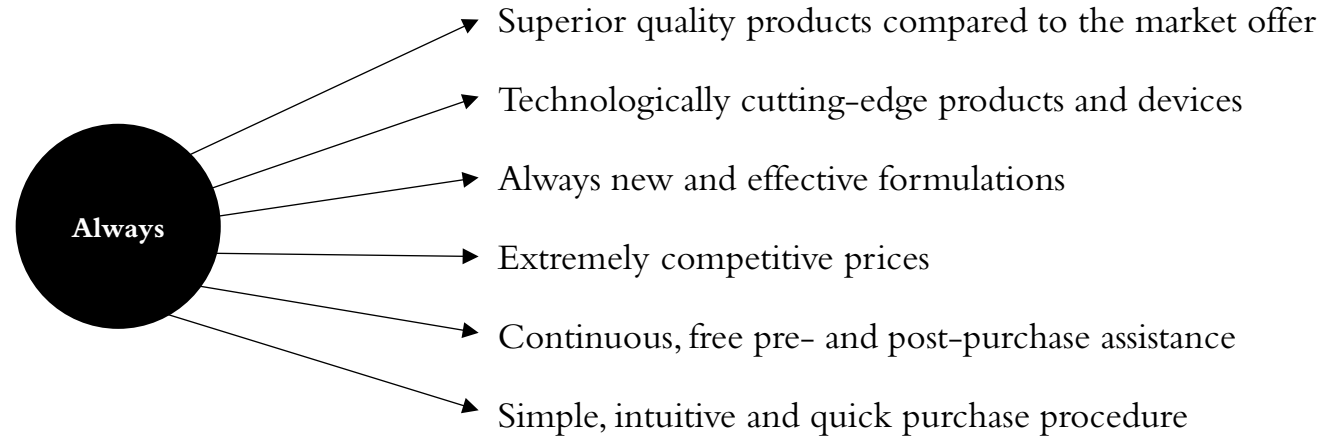 Superior quality products compared to the market offer
Technologically cutting-edge products and devices
Always new and effective formulations
Always
Extremely competitive prices
Continuous, free pre- and post-purchase assistance
Simple, intuitive and quick purchase procedure